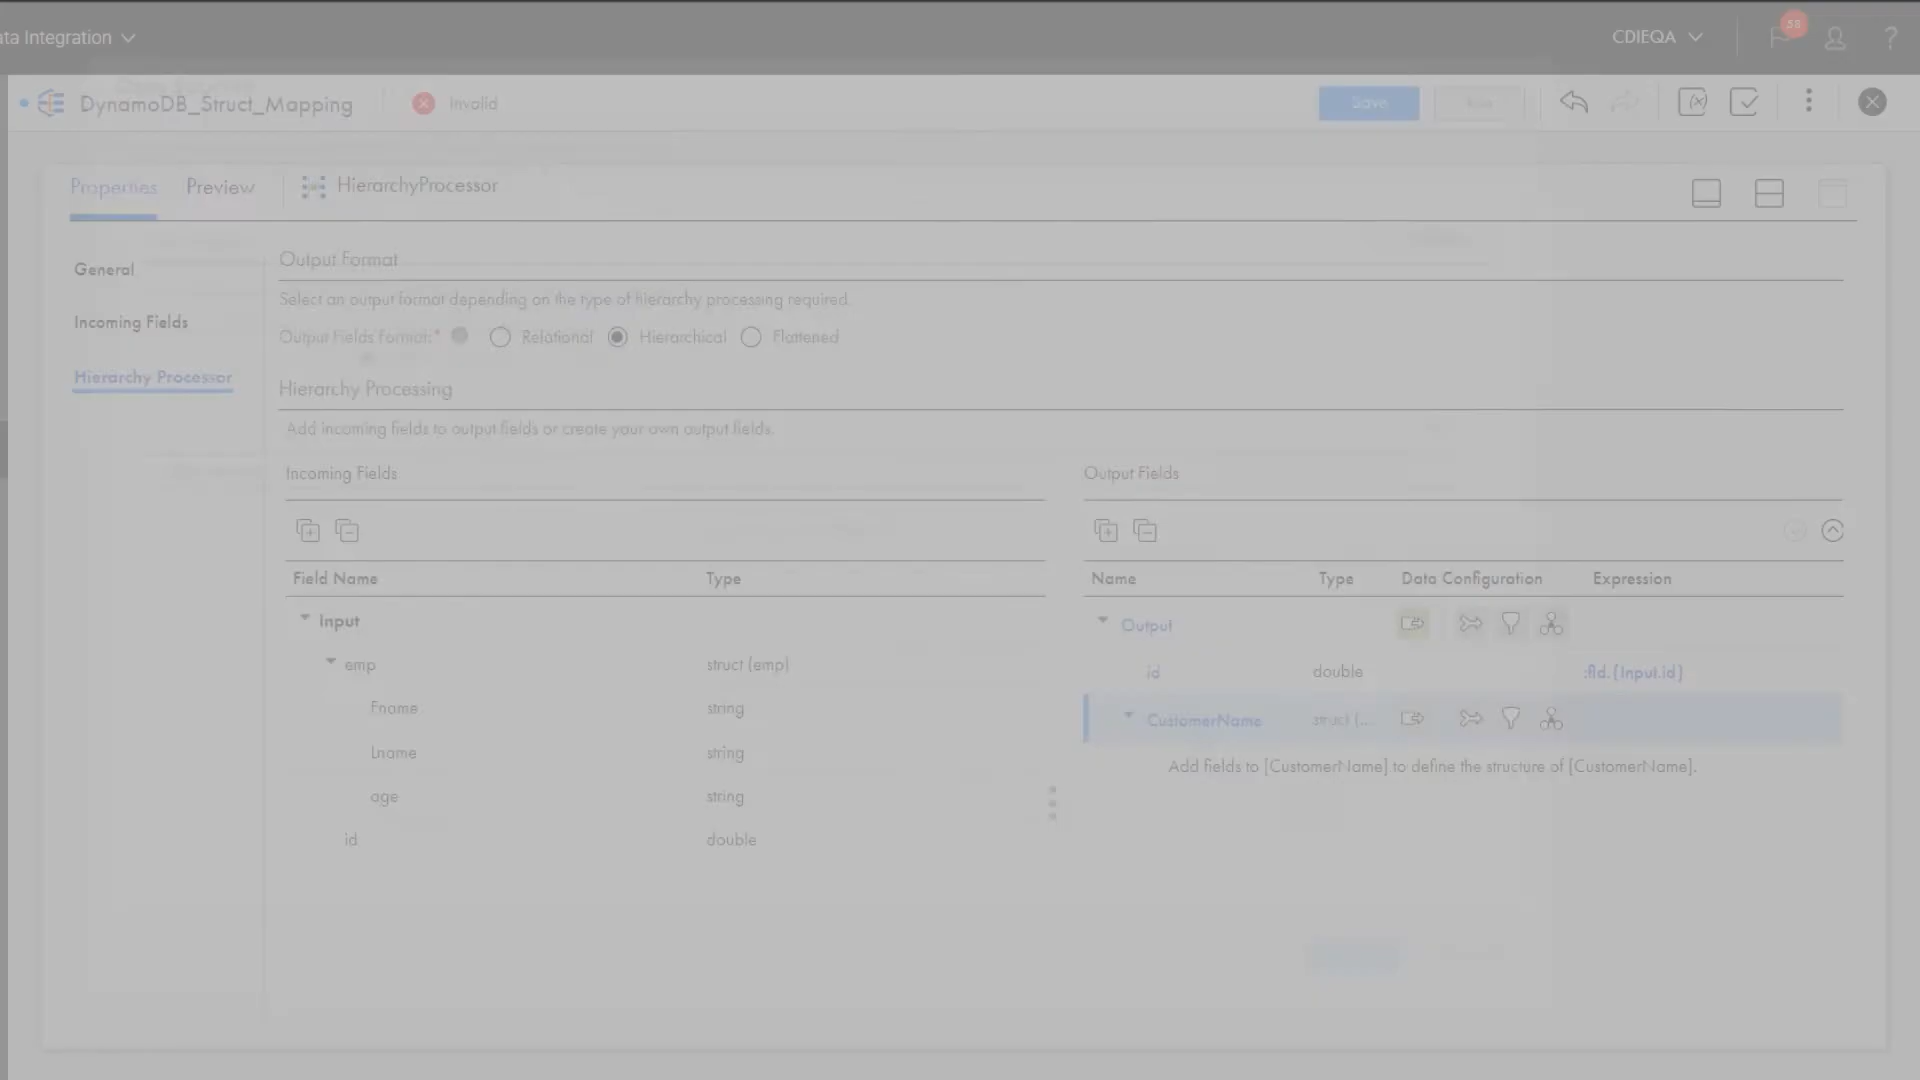 ata Integration
CDIEQA
58
?
DynamoDB_Struct_Mapping
Invalid
Save
Properties
Preview
HierarchyProcessor
General
Incoming Fields
Hierarchy Processor
Output Format
Select an output format depending on the type of hierarchy processing required.
Output Fields Format:* Relational Hierarchical Flattened
Hierarchy Processing
Add incoming fields to output fields or create your own output fields.
Incoming Fields
Field Name Type
Input
emp struct (emp)
Fname string
Lname string
age string
id double
Output Fields
Name Type Data Configuration Expression
Output
id double :fld.{Input.id}
CustomerName struct (...
Add fields to [CustomerName] to define the structure of [CustomerName].